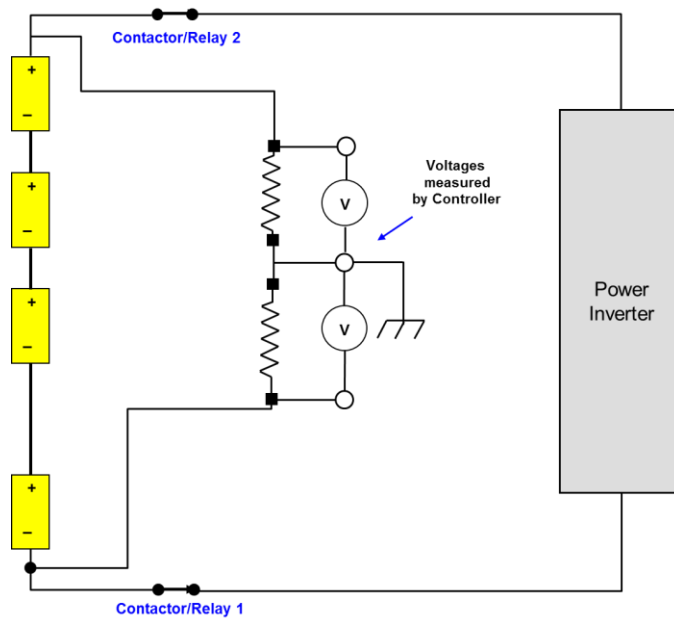 Contactor/Relay 2
+
−
+
−
+
−
+
−
V
V
Voltages
measured
by Controller
Power
Inverter
Contactor/Relay 1